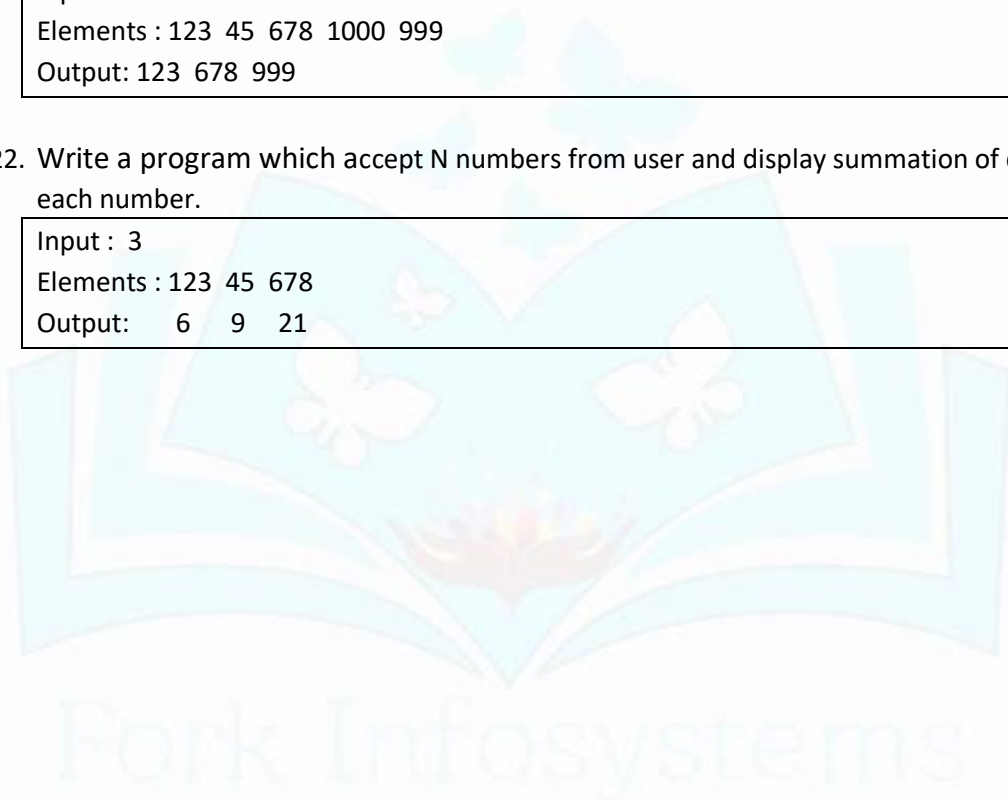 Elements : 123 45 678 1000 999
Output: 123 678 999
22. Write a program which accept N numbers from user and display summation of
each number.
Input : 3
Elements : 123 45 678
Output: 6 9 21
Fork Infosystems